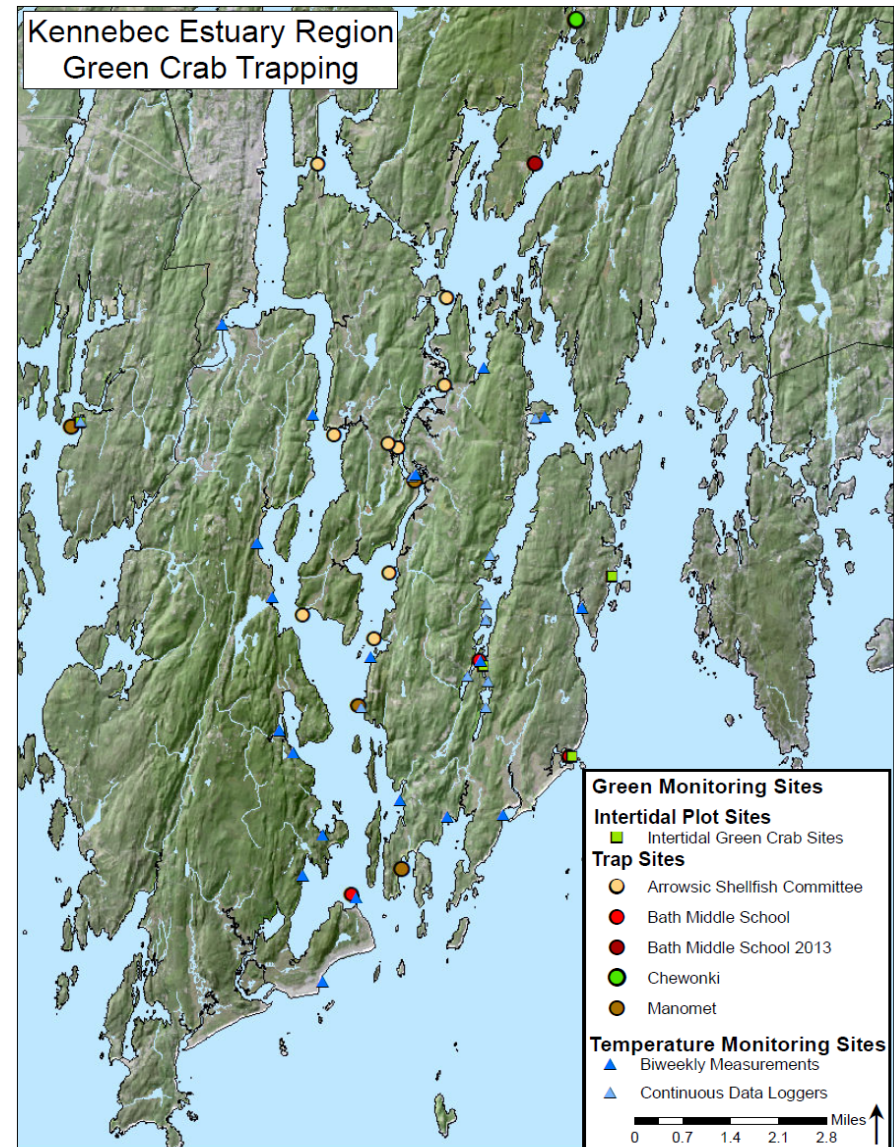 Kennebec Estuary Region
Green Crab Trapping
Green Monitoring Sites
Intertidal Plot Sites
Intertidal Green Crab Sites
Trap Sites
Arrowsic Shellfish Committee
Bath Middle School
Bath Middle School 2013
Chewonki
Manomet
Temperature Monitoring Sites
Biweekly Measurements
Continuous Data Loggers
Miles
0 0.7 1.4 2.1 2.8